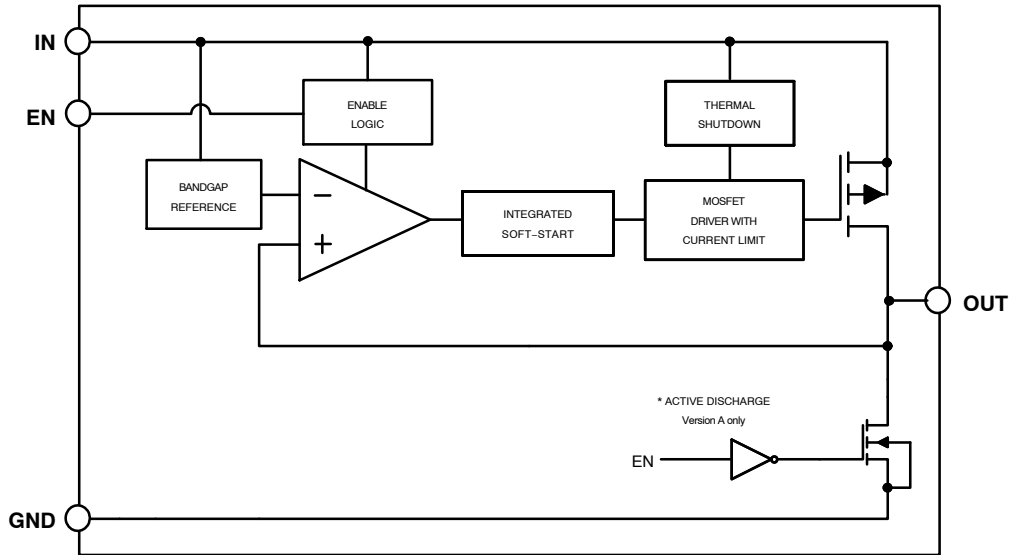 IN
EN
ENABLE
LOGIC
THERMAL
SHUTDOWN
BANDGAP
REFERENCE
−
+
INTEGRATED
SOFT−START
MOSFET
DRIVER WITH
CURRENT LIMIT
OUT
* ACTIVE DISCHARGE
Version A only
EN
GND